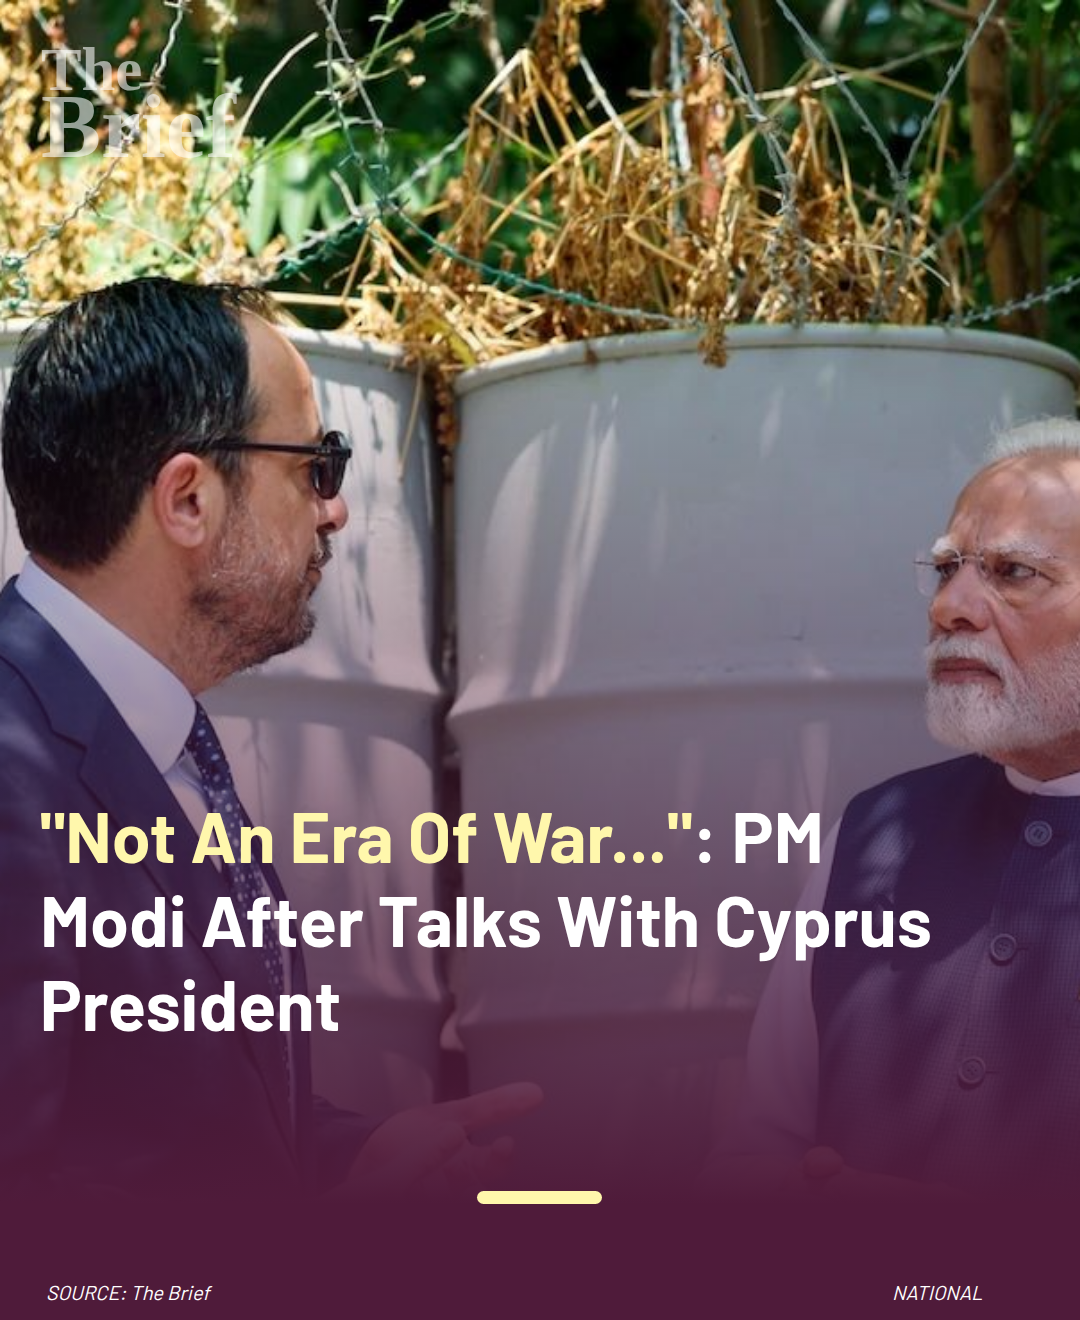 The
Brief
"Not An Era Of War...": PM
Modi After Talks With Cyprus
President
SOURCE: The Brief
NATIONAL